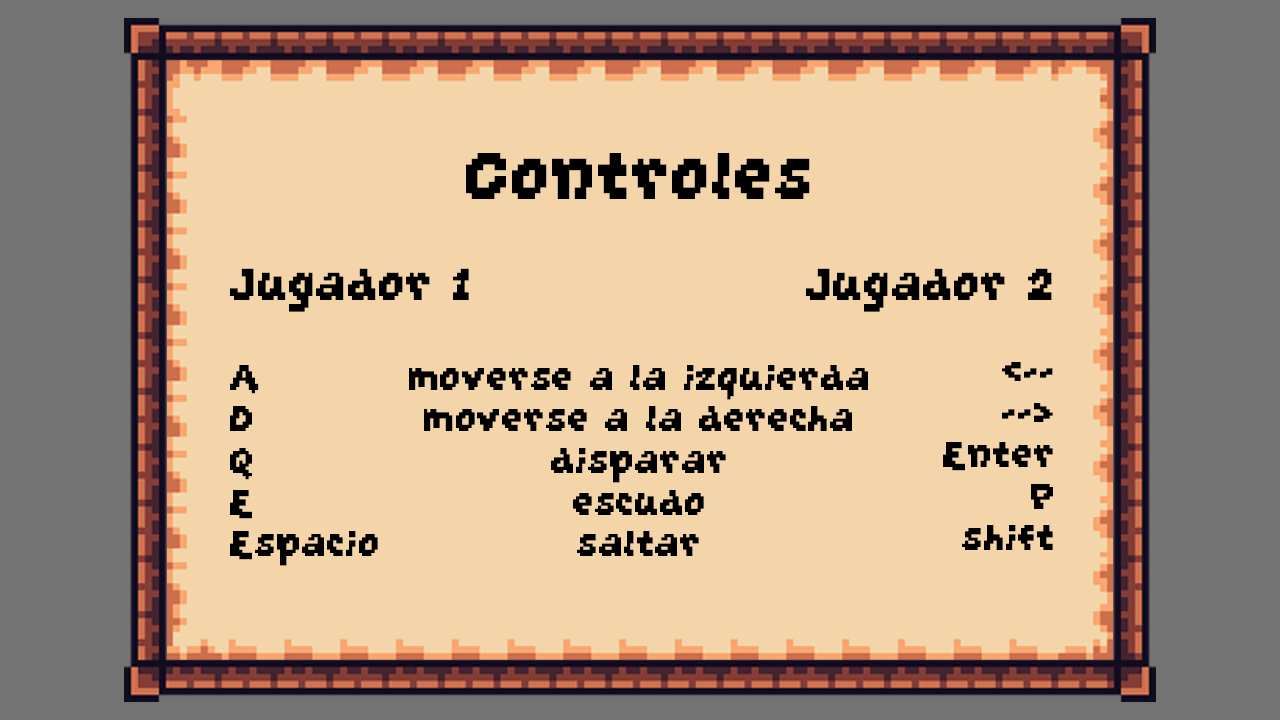 Controles
Jugador 1 Jugador 2
A moverse a la izquierda <--
D moverse a la derecha -->
Q disparar Enter
E escudo P
Espacio saltar shift